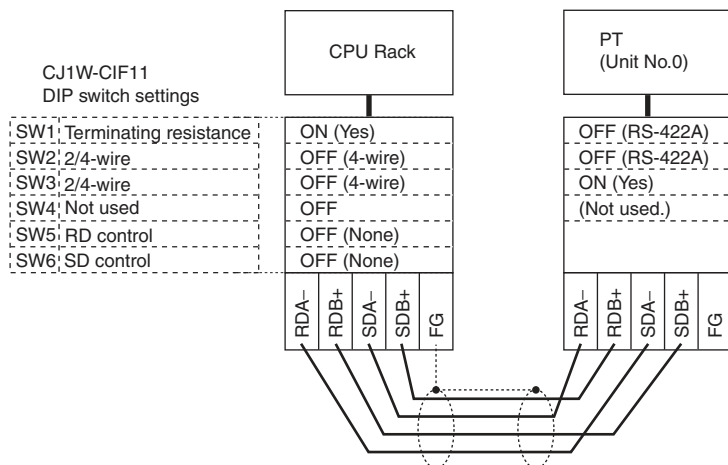 CPU Rack
PT
(Unit No.0)
CJ1W-CIF11
DIP switch settings
SW1 Terminating resistance ON (Yes) OFF (RS-422A)
SW2 2/4-wire OFF (4-wire) OFF (RS-422A)
SW3 2/4-wire OFF (4-wire) ON (Yes)
SW4 Not used OFF (Not used.)
SW5 RD control OFF (None)
SW6 SD control OFF (None)
RDA– RDB+ SDA– SDB+ FG
RDA– RDB+ SDA– SDB+ FG